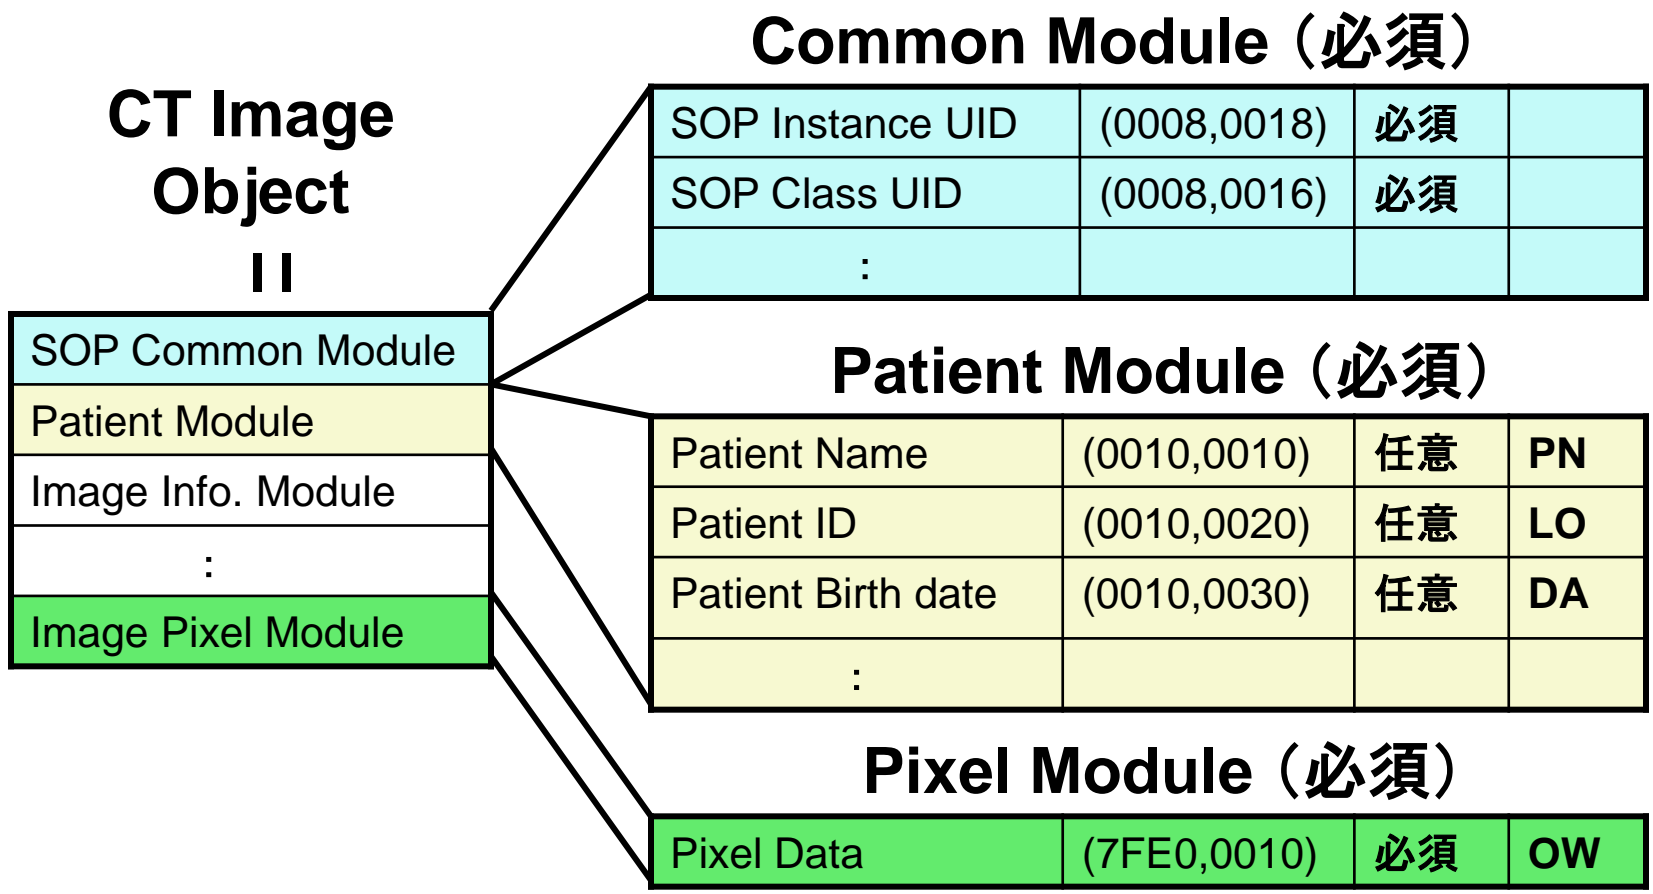 CT Image
Object
=
SOP Common Module
Patient Module
Image Info. Module
:
Image Pixel Module
Common Module（必須）
SOP Instance UID (0008,0018) 必須
SOP Class UID (0008,0016) 必須
:
Patient Module（必須）
Patient Name (0010,0010) 任意 PN
Patient ID (0010,0020) 任意 LO
Patient Birth date (0010,0030) 任意 DA
:
Pixel Module（必須）
Pixel Data (7FE0,0010) 必須 OW